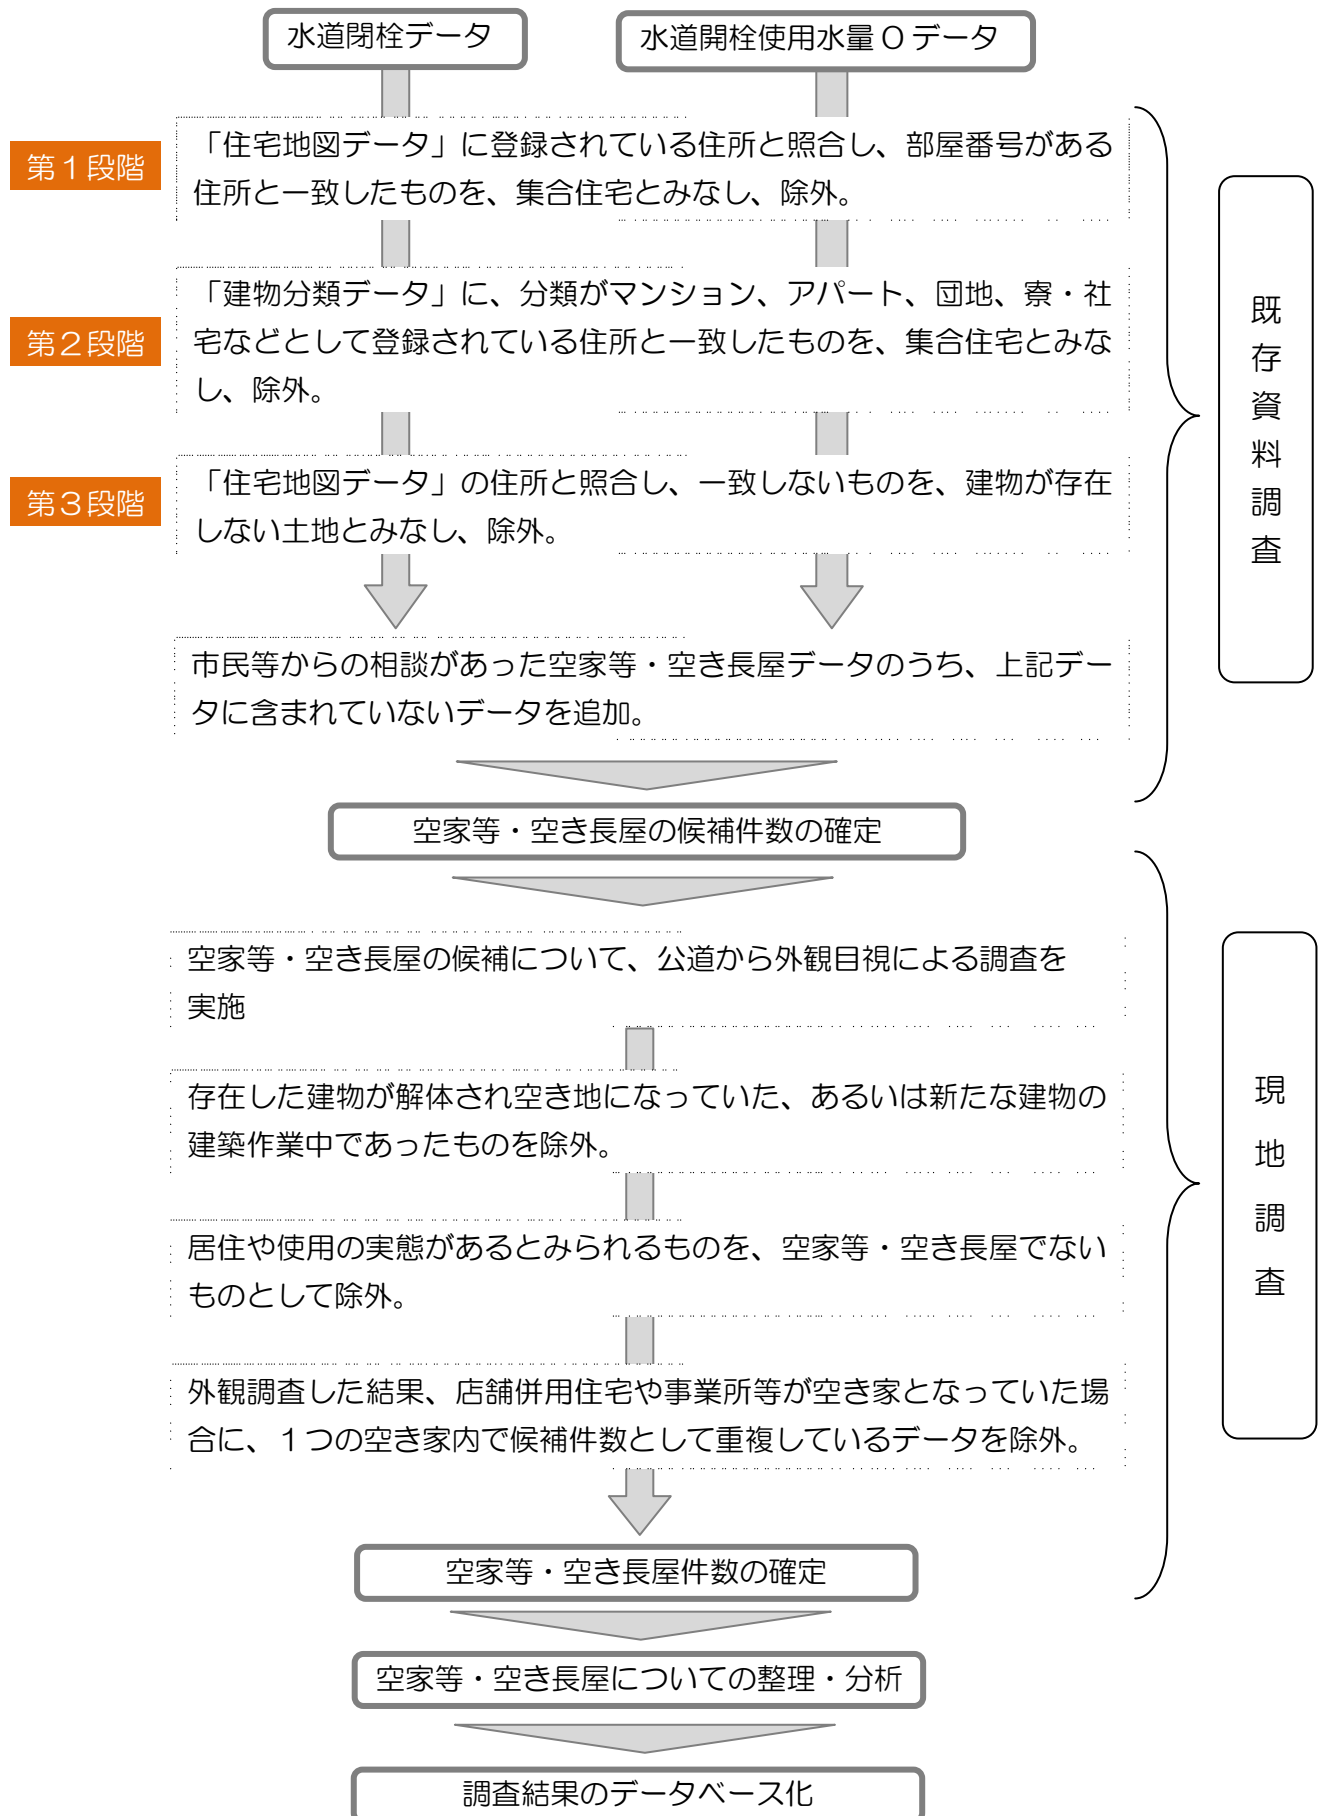 水道閉栓データ
水道開栓使用水量０データ
第１段階
「住宅地図データ」に登録されている住所と照合し、部屋番号がある
住所と一致したものを、集合住宅とみなし、除外。
第２段階
「建物分類データ」に、分類がマンション、アパート、団地、寮・社
宅などとして登録されている住所と一致したものを、集合住宅とみな
し、除外。
第３段階
「住宅地図データ」の住所と照合し、一致しないものを、建物が存在
しない土地とみなし、除外。
市民等からの相談があった空家等・空き長屋データのうち、上記デー
タに含まれていないデータを追加。
既存資料調査
空家等・空き長屋の候補件数の確定
空家等・空き長屋の候補について、公道から外観目視による調査を
実施
存在した建物が解体され空き地になっていた、あるいは新たな建物の
建築作業中であったものを除外。
居住や使用の実態があるとみられるものを、空家等・空き長屋でない
ものとして除外。
外観調査した結果、店舗併用住宅や事業所等が空き家となっていた場
合に、１つの空き家内で候補件数として重複しているデータを除外。
現地調査
空家等・空き長屋件数の確定
空家等・空き長屋についての整理・分析
調査結果のデータベース化